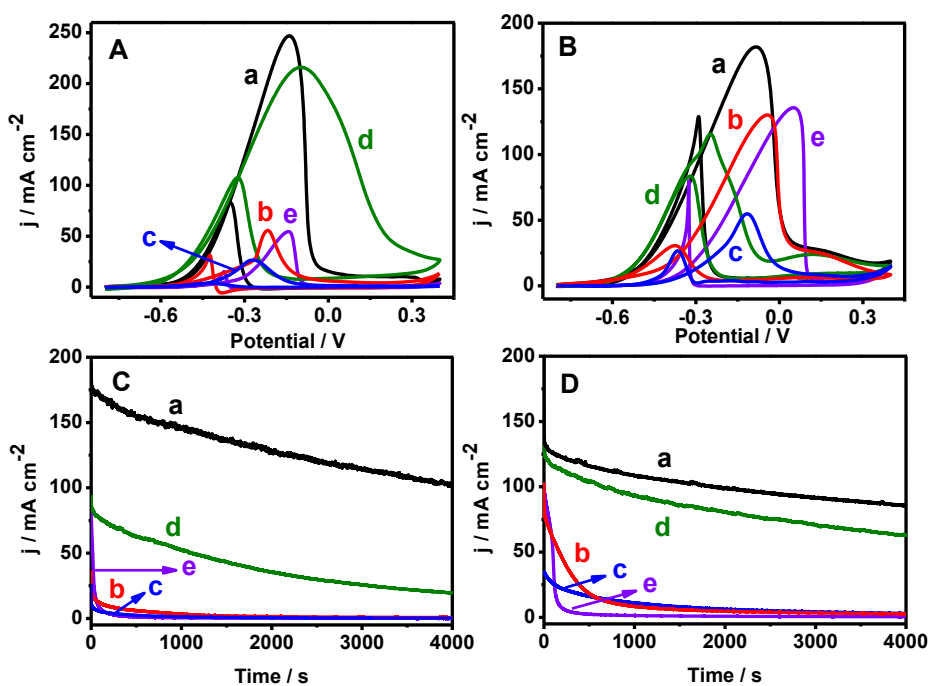 A
a
d
b
e
c
j / mA cm-2
250
200
150
100
50
0
-0.6
-0.3
0.0
0.3
Potential / V
B
a
b
e
d
c
j / mA cm-2
200
150
100
50
0
-0.6
-0.3
0.0
0.3
Potential / V
C
a
d
e
b
c
j / mA cm-2
200
150
100
50
0
0
1000
2000
3000
4000
Time / s
D
a
d
b
c
e
j / mA cm-2
200
150
100
50
0
0
1000
2000
3000
4000
Time / s